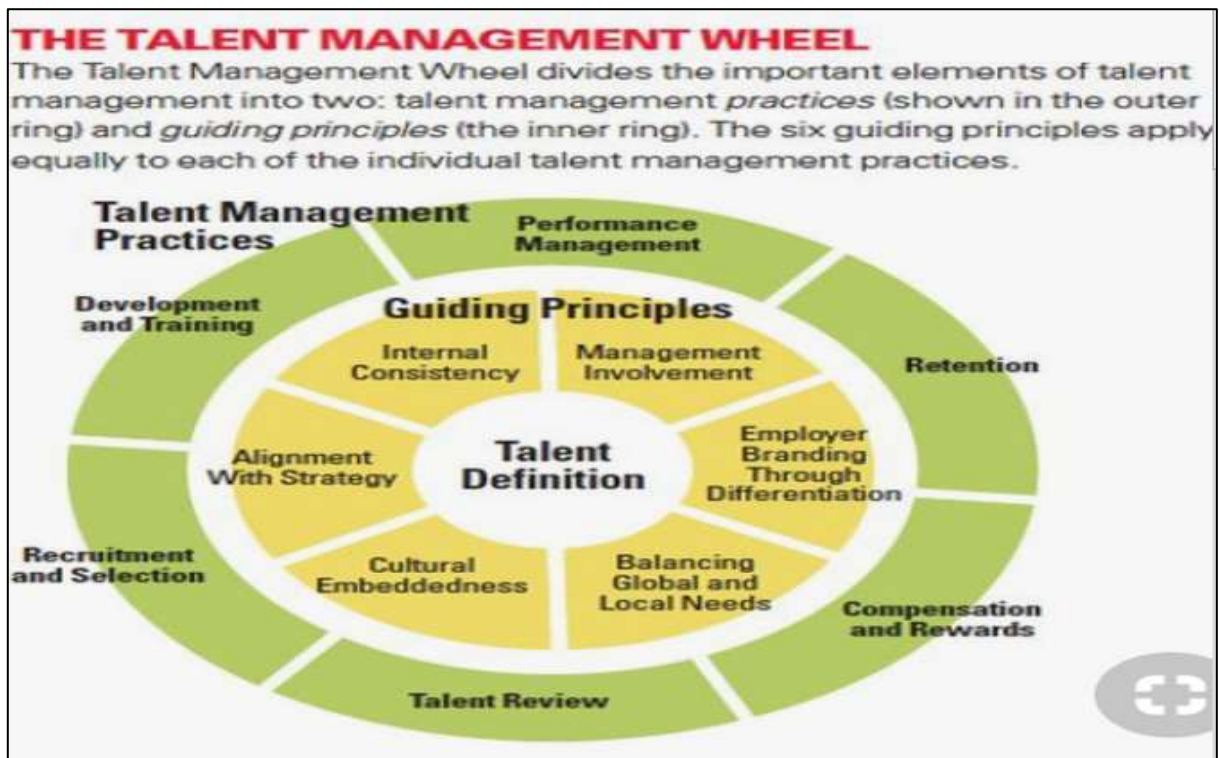 THE TALENT MANAGEMENT WHEEL
The Talent Management Wheel divides the important elements of talent
management into two: talent management practices (shown in the outer
ring) and guiding principles (the inner ring). The six guiding principles apply
equally to each of the individual talent management practices.
Talent Management
Practices
Performance
Management
Development
and Training
Guiding Principles
Internal
Consistency
Management
Involvement
Retention
Alignment
With Strategy
Talent
Definition
Employer
Branding
Through
Differentiation
Recruitment
and Selection
Cultural
Embeddedness
Balancing
Global and
Local Needs
Compensation
and Rewards
Talent Review